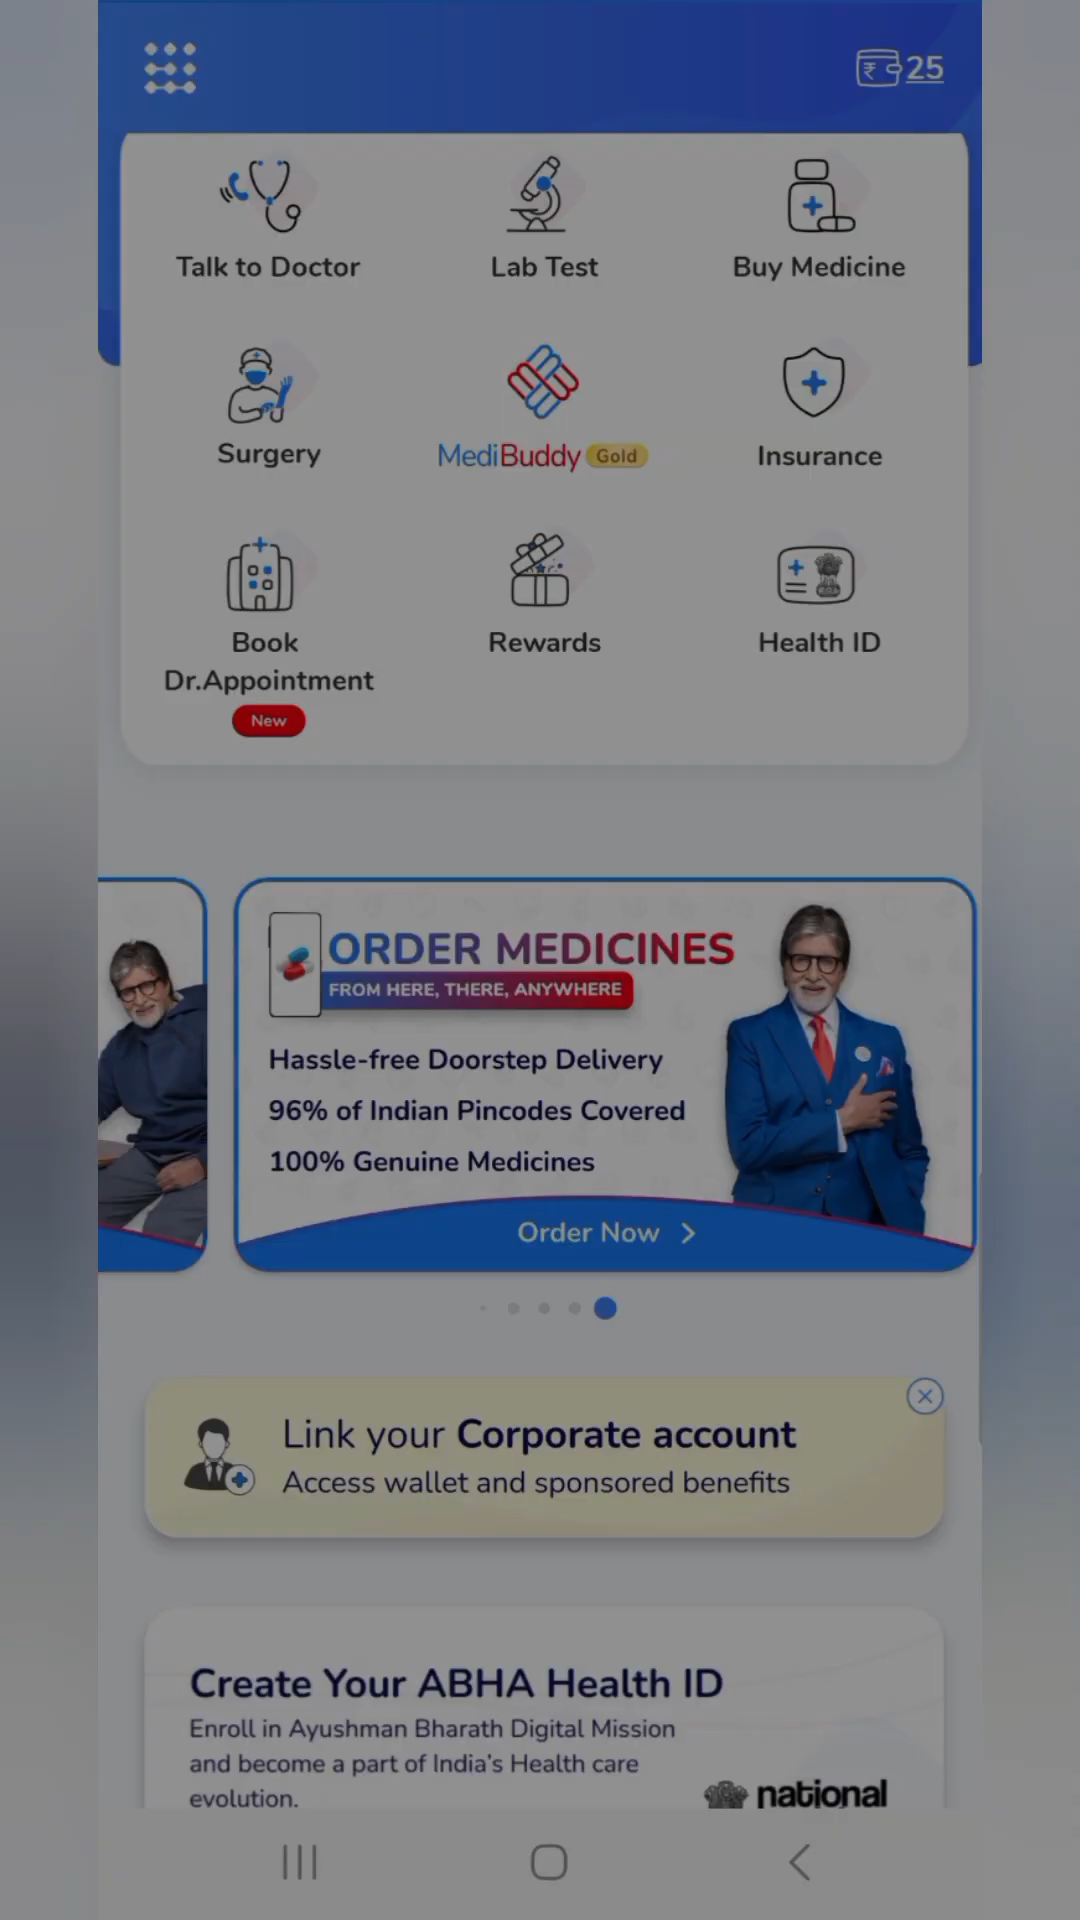 ₹ 25
Talk to Doctor
Lab Test
Buy Medicine
Surgery
MediBuddy Gold
Insurance
Book
Dr.Appointment
New
Rewards
Health ID
ORDER MEDICINES
FROM HERE, THERE, ANYWHERE
Hassle-free Doorstep Delivery
96% of Indian Pincodes Covered
100% Genuine Medicines
Order Now
Link your Corporate account
Access wallet and sponsored benefits
Create Your ABHA Health ID
Enroll in Ayushman Bharath Digital Mission
and become a part of India’s Health care
evolution.
national